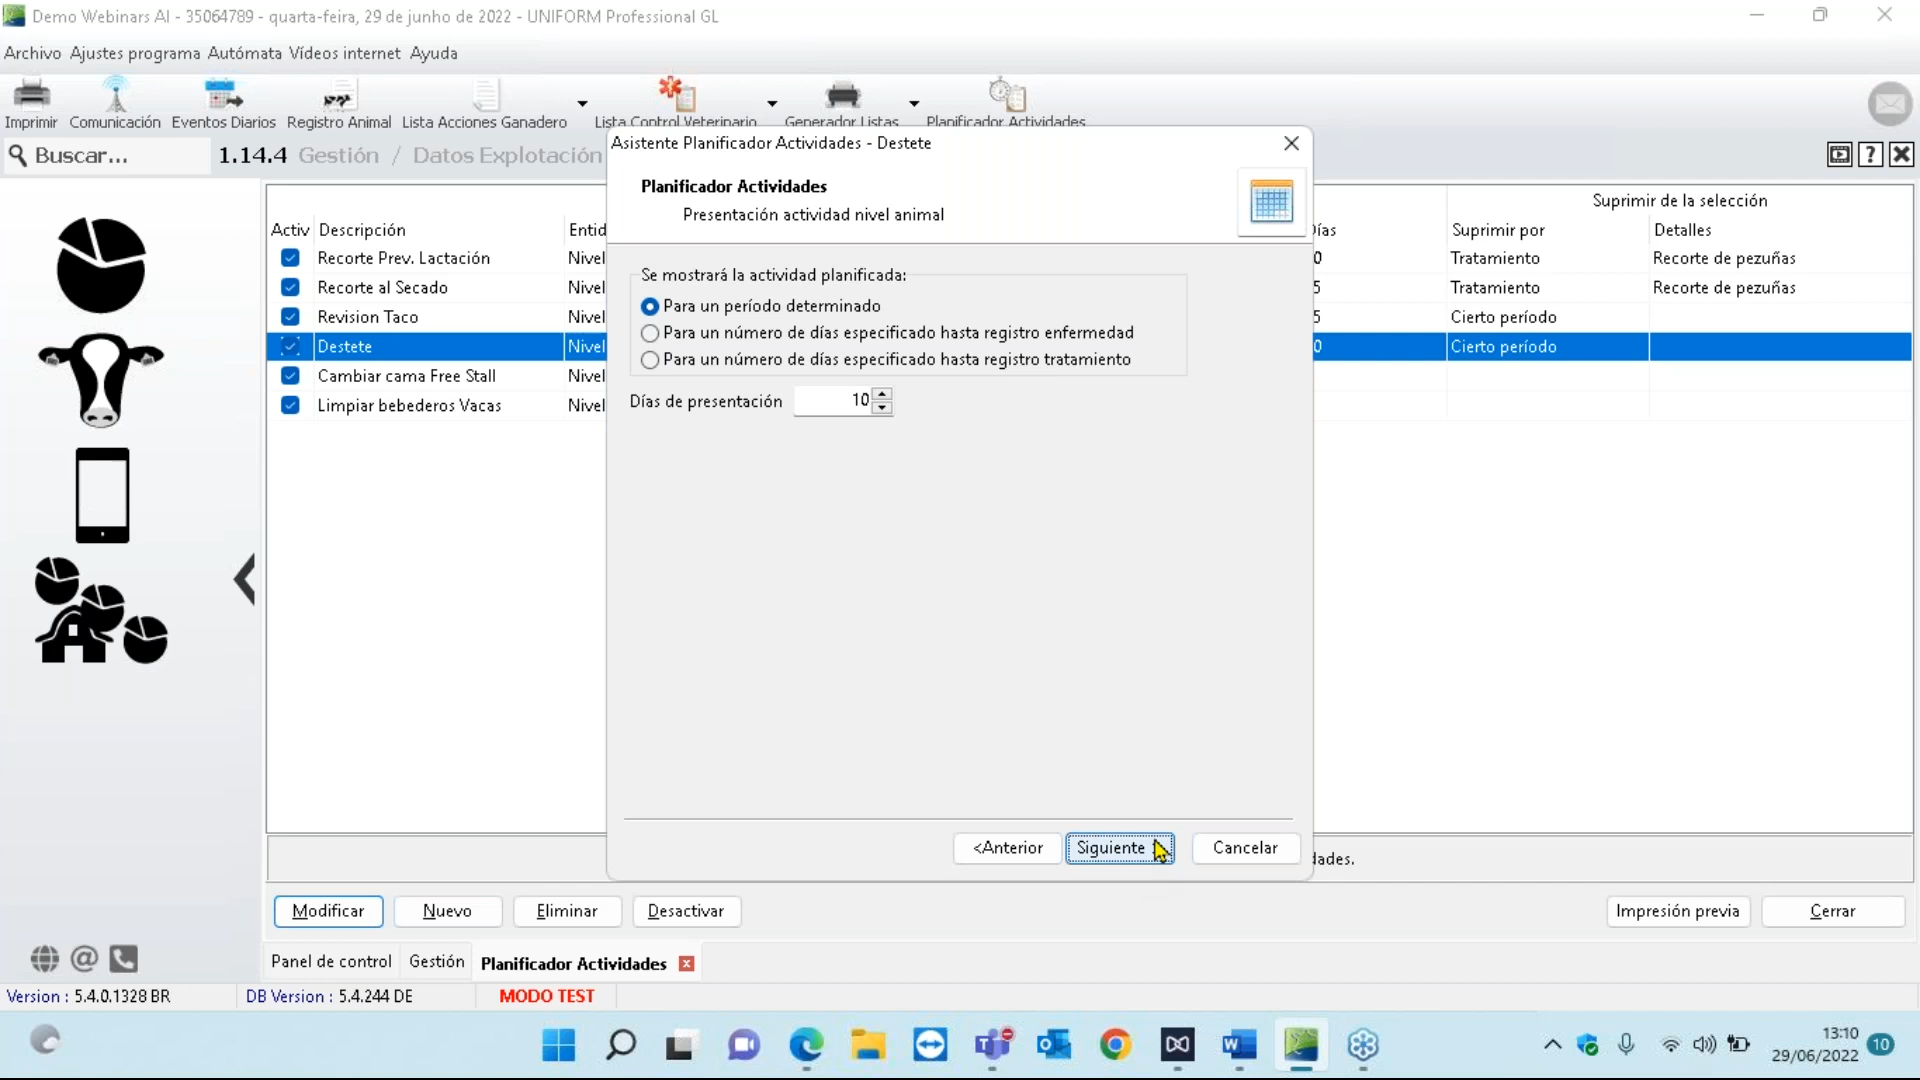 Demo Webinars AI - 35064789 - quarta-feira, 29 de junho de 2022 - UNIFORM Professional GL
Archivo Ajustes programa Autómata Vídeos internet Ayuda
Imprimir Comunicación Eventos Diarios Registro Animal Lista Acciones Ganadero Lista Control Veterinario Generador Listas Planificador Actividades
Buscar... 1.14.4 Gestión / Datos Explotación
Asistente Planificador Actividades - Destete
Planificador Actividades
Presentación actividad nivel animal
Suprimir de la selección
Activ Descripción Entid Días Suprimir por Detalles
Recorte Prev. Lactación Nivel 0 Tratamiento Recorte de pezuñas
Recorte al Secado Nivel 5 Tratamiento Recorte de pezuñas
Revision Taco Nivel 5 Cierto período
Destete Nivel 0 Cierto período
Cambiar cama Free Stall Nivel
Limpiar bebederos Vacas Nivel
Se mostrará la actividad planificada:
Para un período determinado
Para un número de días especificado hasta registro enfermedad
Para un número de días especificado hasta registro tratamiento
Días de presentación 10
<Anterior Siguiente Cancelar
dades.
Modificar Nuevo Eliminar Desactivar Impresión previa Cerrar
Panel de control Gestión Planificador Actividades
Version : 5.4.0.1328 BR DB Version : 5.4.244 DE MODO TEST
13:10
29/06/2022 10